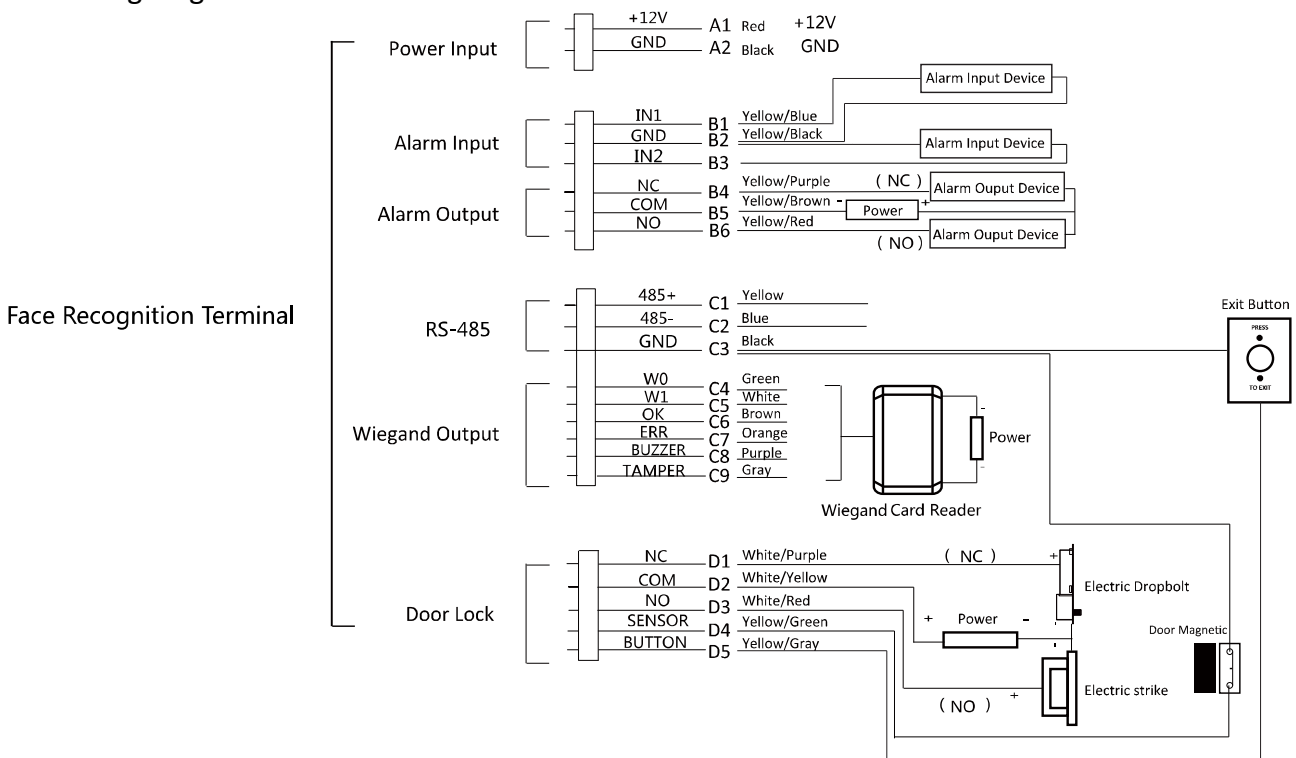 +12V A1 Red +12V
Power Input GND A2 Black GND
Alarm Input Device
IN1 B1 Yellow/Blue
Alarm Input GND B2 Yellow/Black Alarm Input Device
IN2 B3
NC B4 Yellow/Purple ( NC ) Alarm Ouput Device
Alarm Output COM B5 Yellow/Brown - Power +
NO B6 Yellow/Red ( NO ) Alarm Ouput Device
Face Recognition Terminal
485+ C1 Yellow
RS-485 485- C2 Blue
GND C3 Black
Exit Button
PRESS
TO EXIT
W0 C4 Green
W1 C5 White
OK C6 Brown
Wiegand Output ERR C7 Orange
BUZZER C8 Purple
TAMPER C9 Gray
- Power -
Wiegand Card Reader
NC D1 White/Purple ( NC ) +
COM D2 White/Yellow Electric Dropbolt
Door Lock NO D3 White/Red + Power -
SENSOR D4 Yellow/Green
BUTTON D5 Yellow/Gray
Door Magnetic
( NO ) + Electric strike